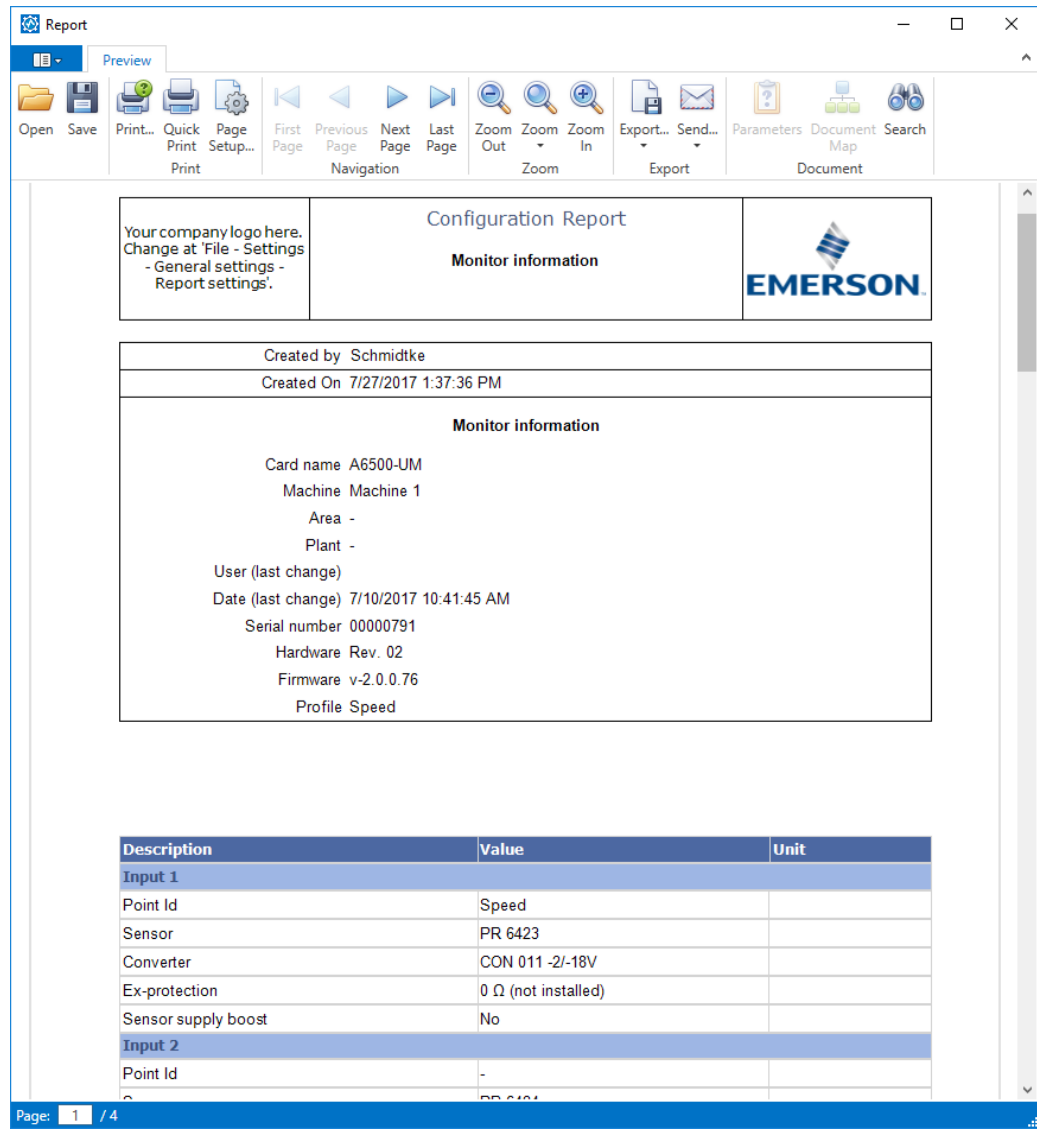 Report
Preview
Open Save Print... Quick Print Page Setup... First Page Previous Page Next Page Last Page Zoom Out Zoom Zoom In Export... Send... Parameters Document Map Search
Print Navigation Zoom Export Document
Your company logo here.
Change at 'File - Settings
- General settings -
Report settings'.
Configuration Report
Monitor information
EMERSON.
Created by Schmidtke
Created On 7/27/2017 1:37:36 PM
Monitor information
Card name A6500-UM
Machine Machine 1
Area -
Plant -
User (last change)
Date (last change) 7/10/2017 10:41:45 AM
Serial number 00000791
Hardware Rev. 02
Firmware v-2.0.0.76
Profile Speed
Description Value Unit
Input 1
Point Id Speed
Sensor PR 6423
Converter CON 011 -2/-18V
Ex-protection 0 Ω (not installed)
Sensor supply boost No
Input 2
Point Id -
Page: 1 / 4